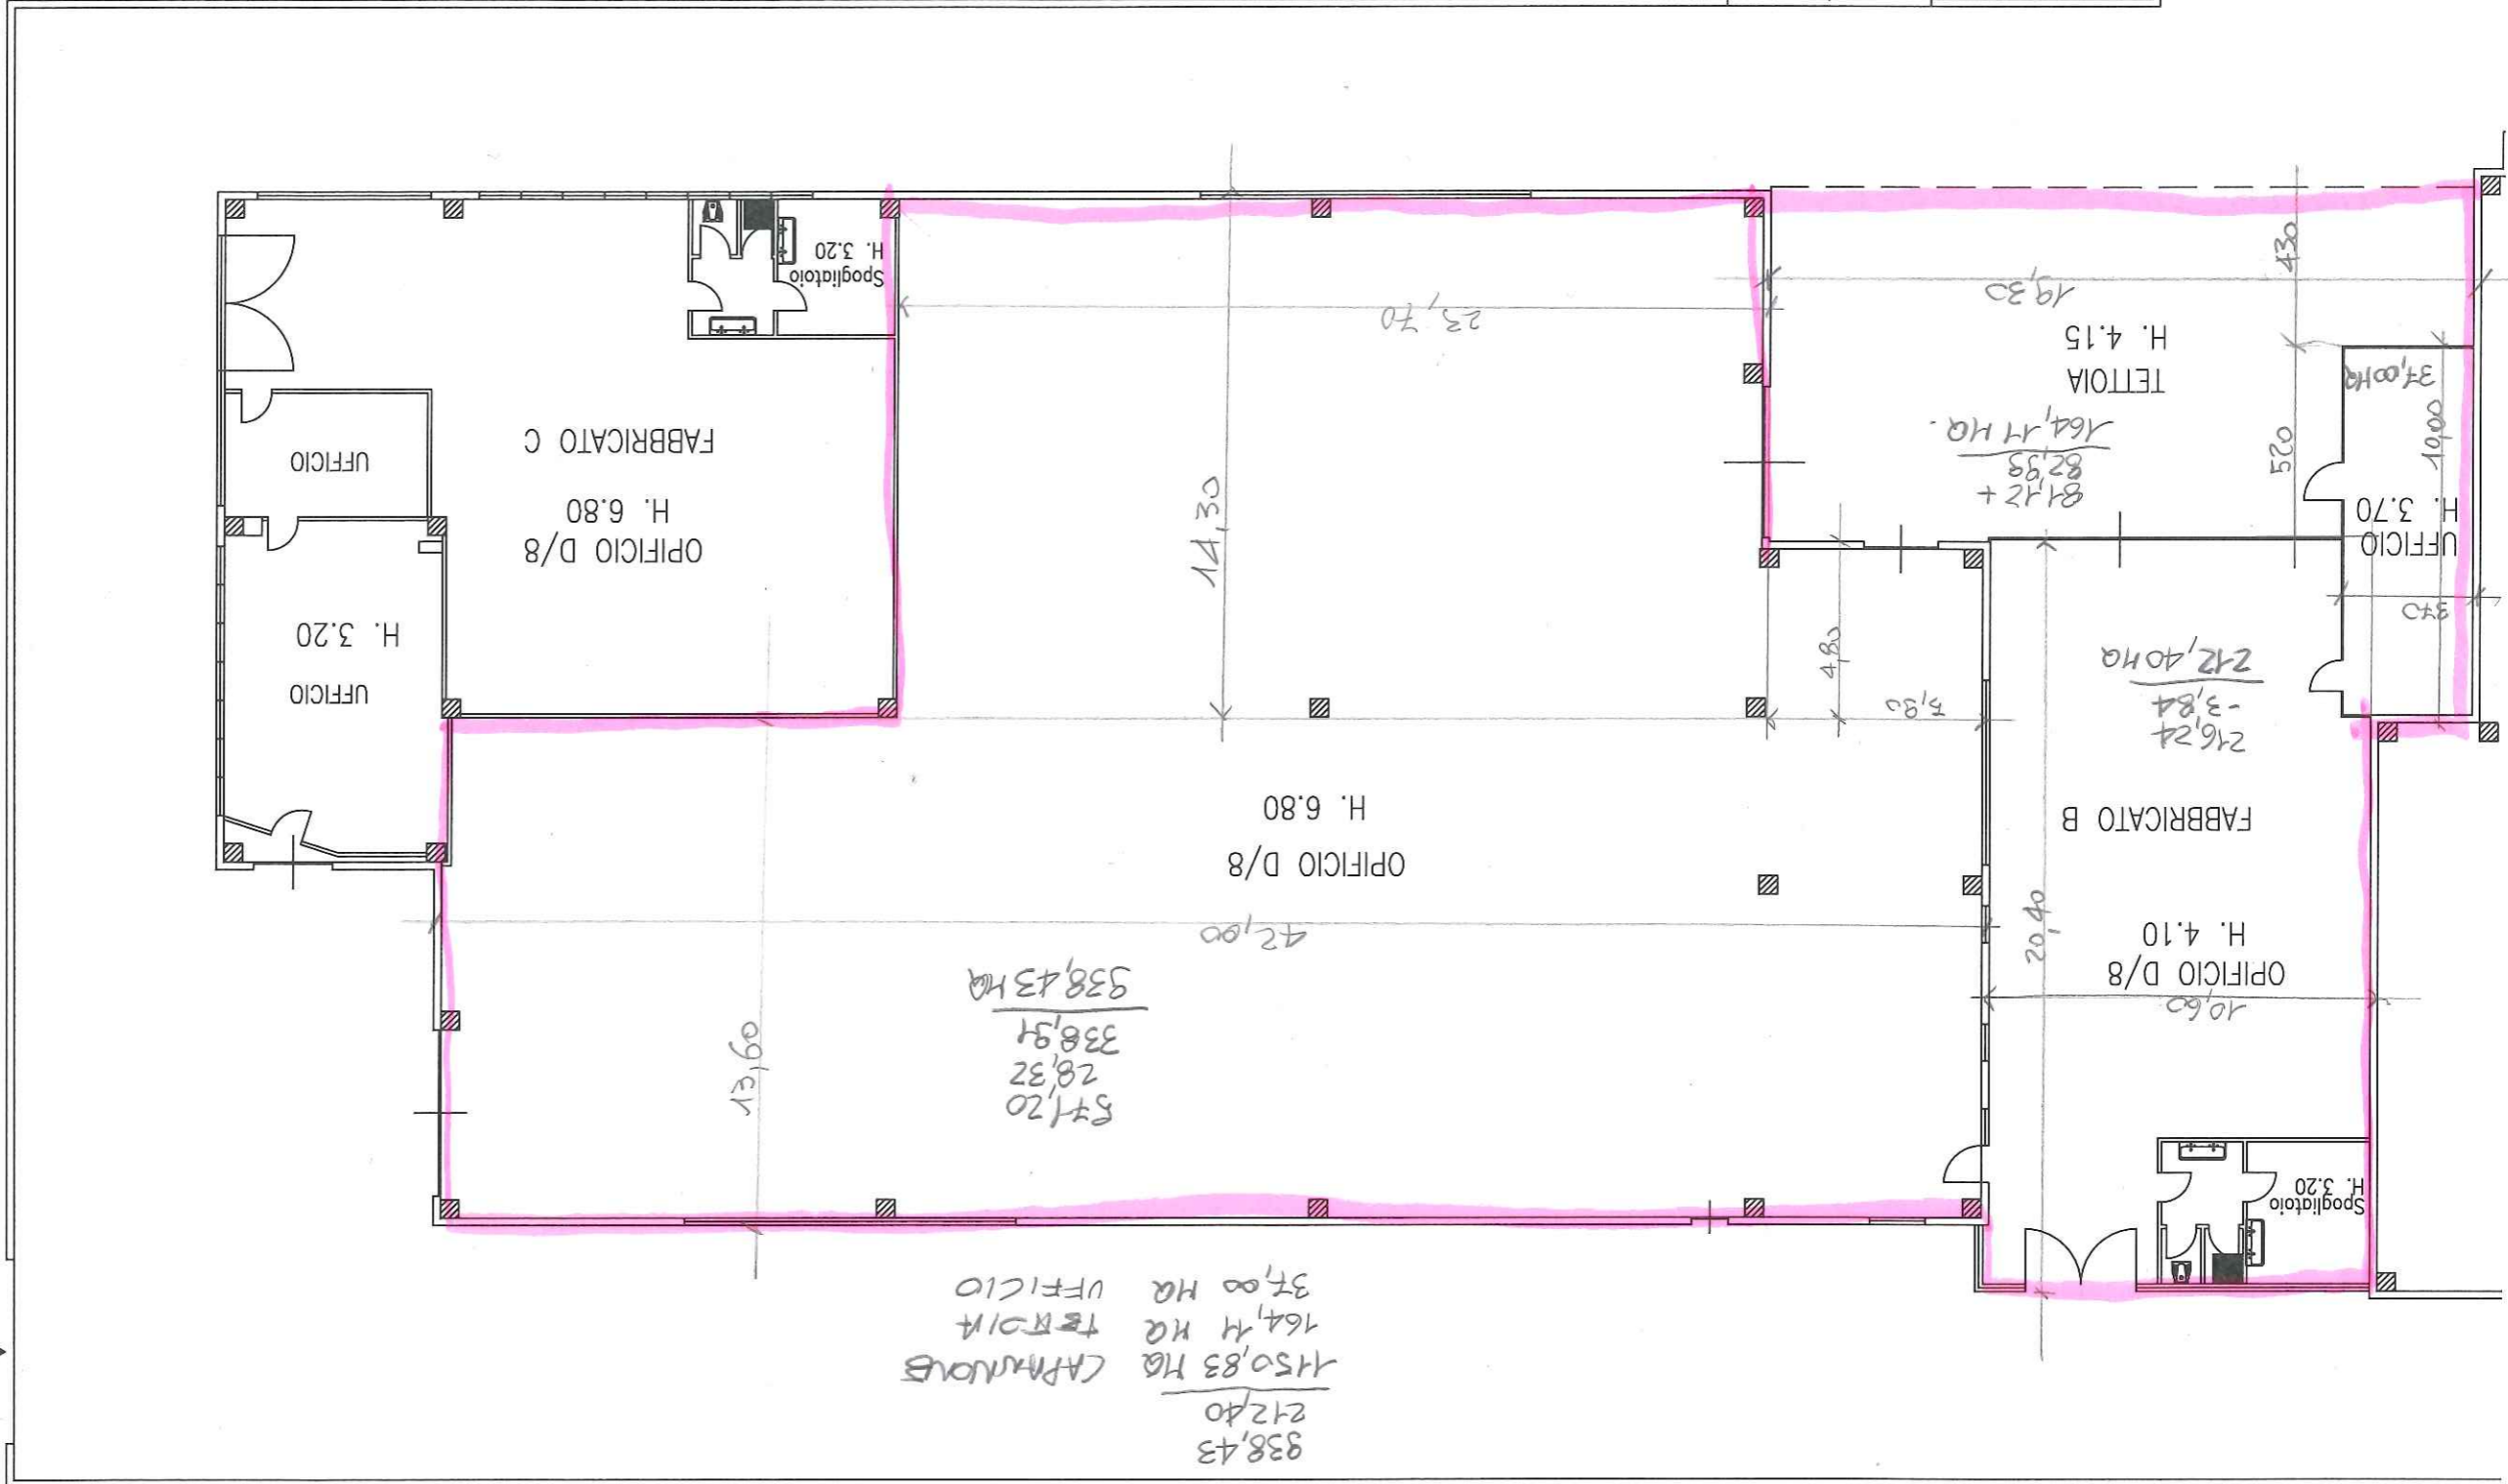 938,43
212,40
1150,83 MQ CAPANNONE
164,11 MQ TETTOIA
37,00 MQ UFFICIO
Spogliatoio
H. 3.20
10,60
OPIFICIO D/8
H. 4.10
20,40
FABBRICATO B
216,24
-3,84
212,40 MQ
571,20
28,32
338,91
938,43 MQ
13,60
42,00
OPIFICIO D/8
H. 6.80
5,90
4,80
370
UFFICIO
H. 3.70
10,00
37,00 MQ
520
430
81,12 +
82,99
164,11 MQ.
TETTOIA
H. 4.15
19,30
14,30
23,70
UFFICIO
H. 3.20
OPIFICIO D/8
H. 6.80
FABBRICATO C
UFFICIO
Spogliatoio
H. 3.20